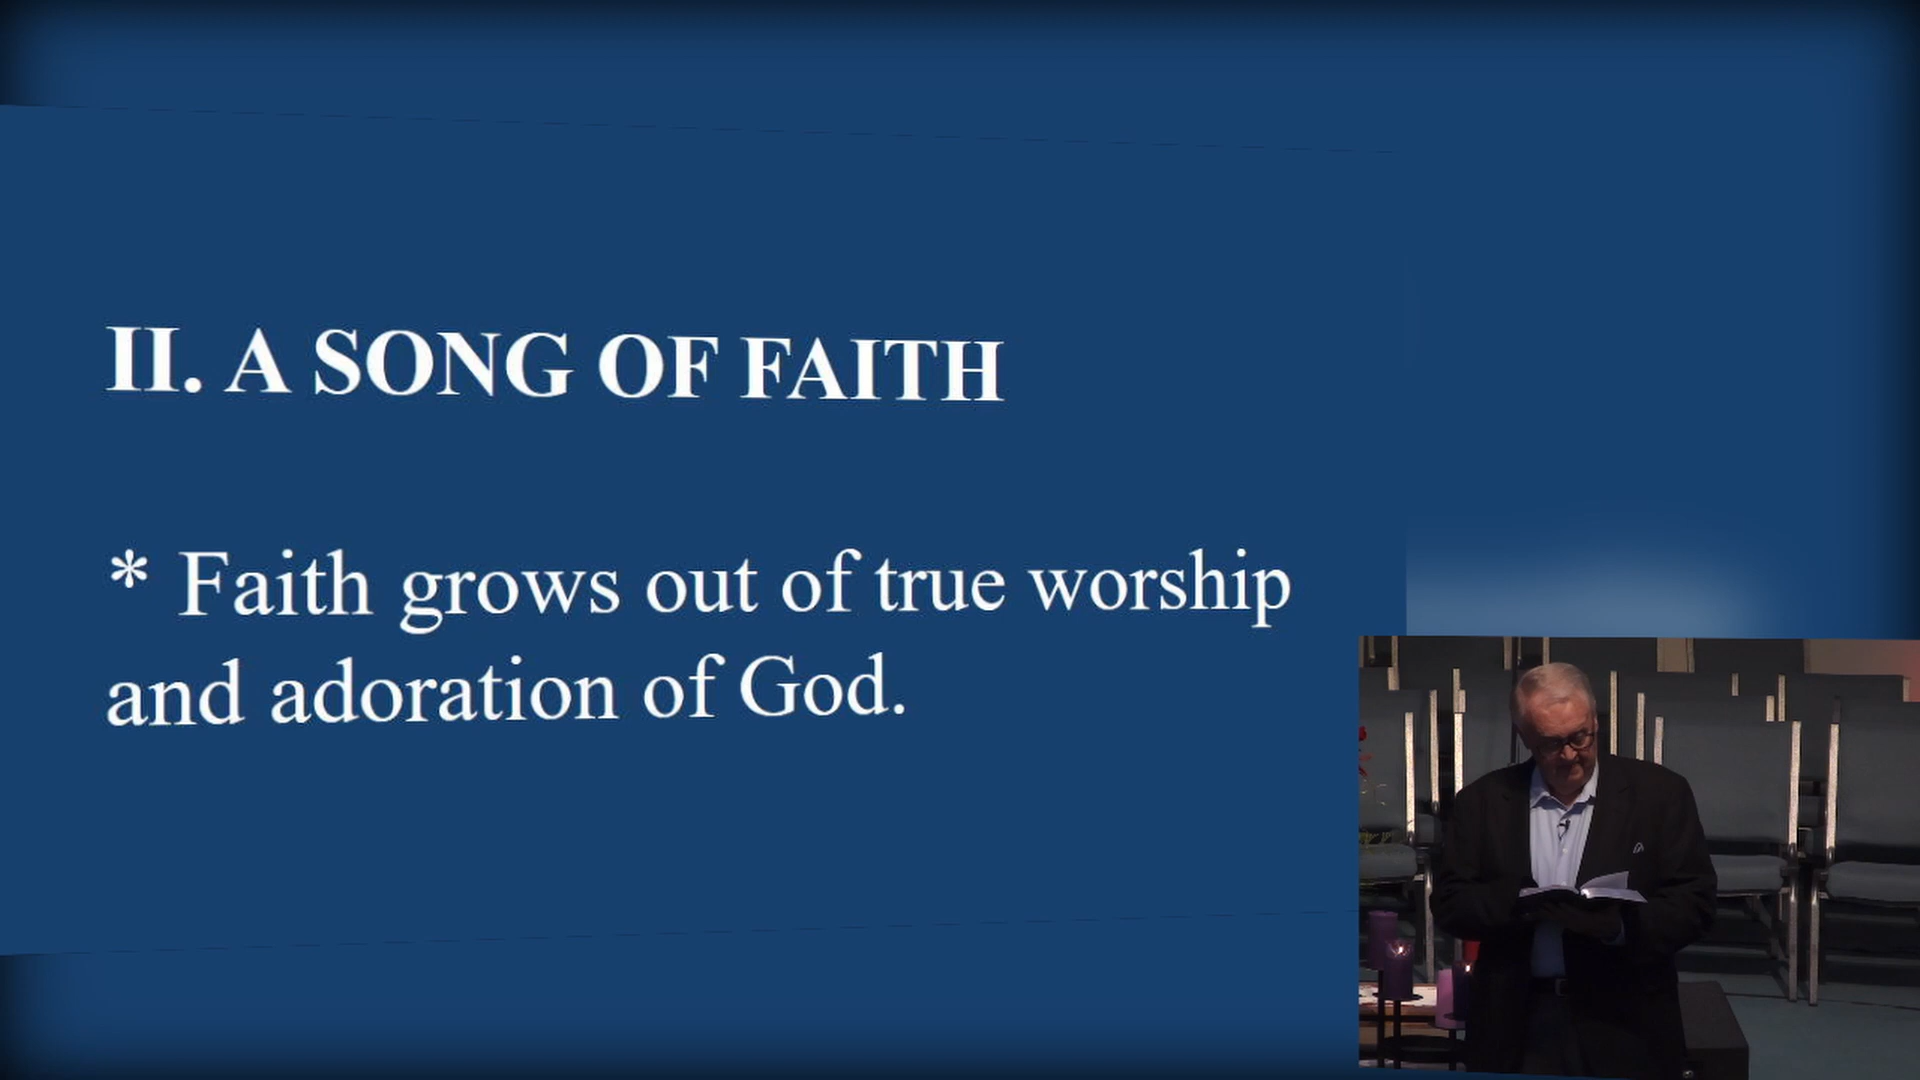 II. A SONG OF FAITH
* Faith grows out of true worship
and adoration of God.